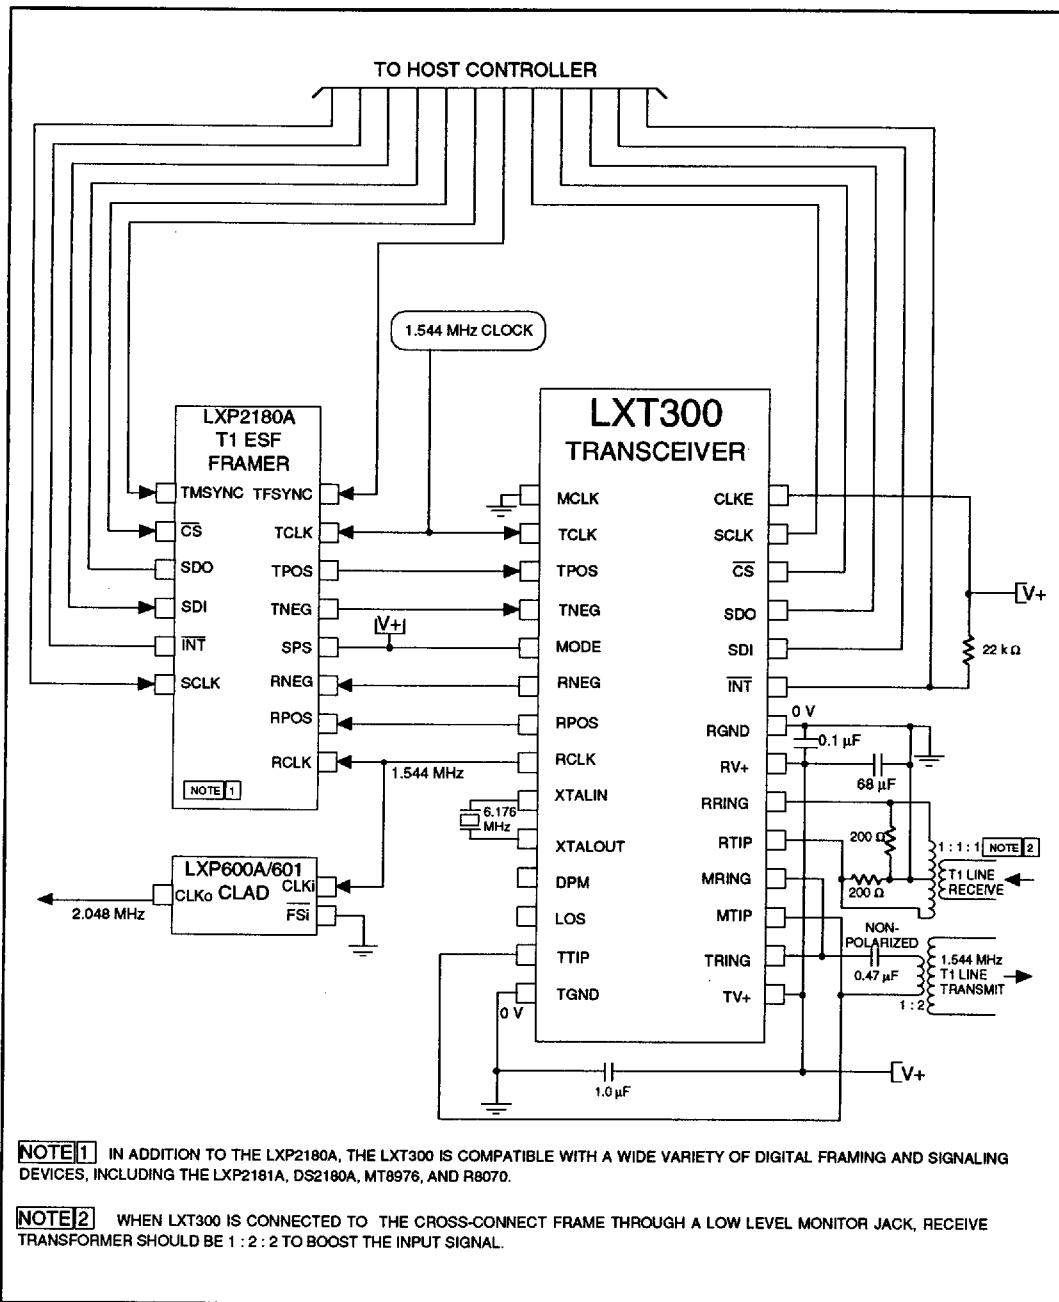 TO HOST CONTROLLER
1.544 MHz CLOCK
LXP2180A
T1 ESF
FRAMER
TMSYNC TFSYNC
CS TCLK
SDO TPOS
SDI TNEG
INT SPS
SCLK RNEG
RPOS
RCLK
NOTE 1
V+
1.544 MHz
LXT300
TRANSCEIVER
MCLK CLKE
TCLK SCLK
TPOS CS
TNEG SDO
MODE SDI
RNEG INT
RPOS RGND
RCLK RV+
XTALIN RRING
XTALOUT RTIP
DPM MRING
LOS MTIP
TTIP TRING
TGND TV+
6.176
MHz
V+
22 k Ω
0 V
0.1 µF
68 µF
200 Ω
200 Ω
1 : 1 : 1 NOTE 2
T1 LINE
RECEIVE
NON-
POLARIZED
0.47 µF
1.544 MHz
T1 LINE
TRANSMIT
1 : 2
LXP600A/601
CLAD
CLKo CLKi
FSi
2.048 MHz
0 V
1.0 µF
V+
NOTE 1 IN ADDITION TO THE LXP2180A, THE LXT300 IS COMPATIBLE WITH A WIDE VARIETY OF DIGITAL FRAMING AND SIGNALING
DEVICES, INCLUDING THE LXP2181A, DS2180A, MT8976, AND R8070.
NOTE 2 WHEN LXT300 IS CONNECTED TO THE CROSS-CONNECT FRAME THROUGH A LOW LEVEL MONITOR JACK, RECEIVE
TRANSFORMER SHOULD BE 1 : 2 : 2 TO BOOST THE INPUT SIGNAL.